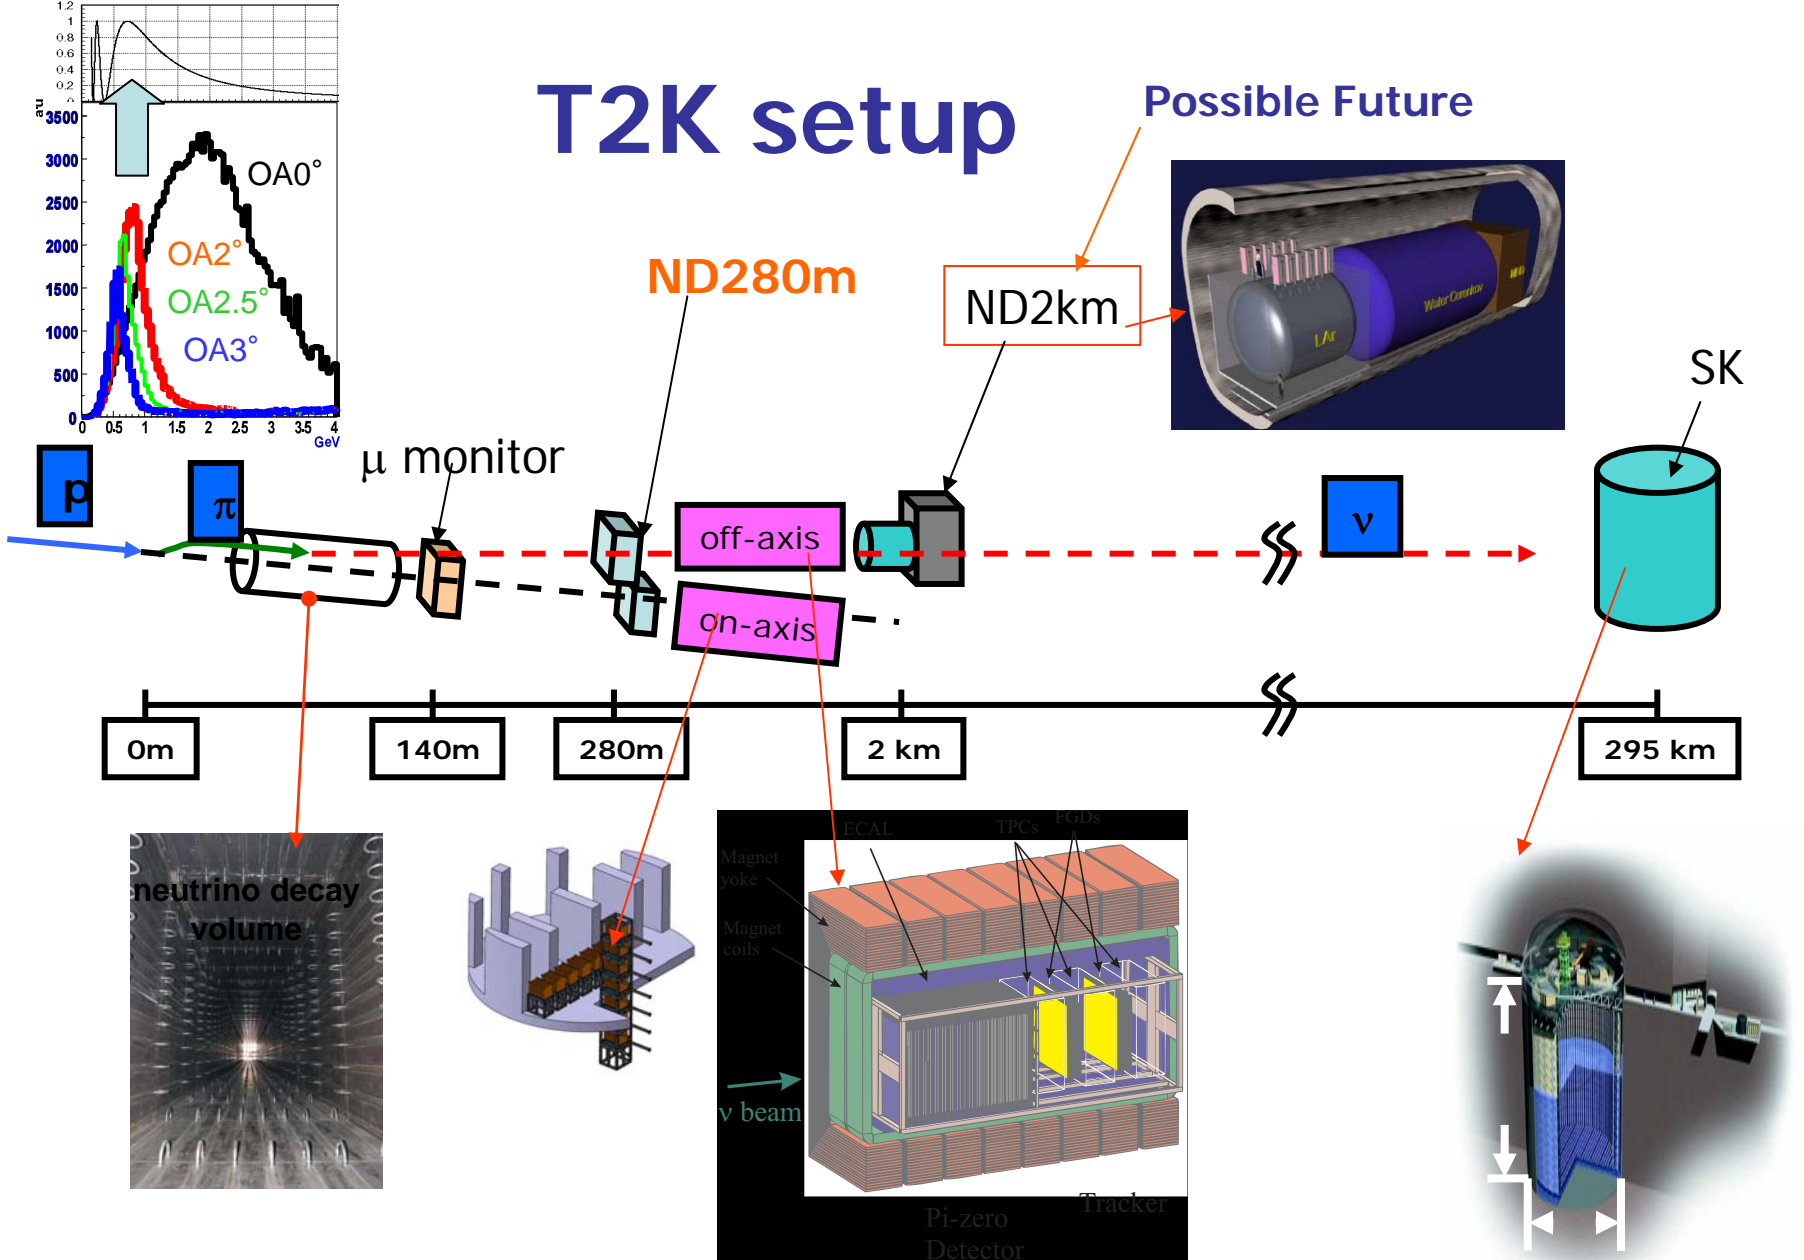 T2K setup
Possible Future
1.2
1
0.8
0.6
0.4
0.2
0
au
3500
3000
2500
2000
1500
1000
500
0
OA0°
OA2°
OA2.5°
OA3°
0 0.5 1 1.5 2 2.5 3 3.5 4
GeV
ND280m
ND2km
LAr
Water Cerenkov
SK
p
π
μ monitor
off-axis
on-axis
ν
0m
140m
280m
2 km
295 km
neutrino decay
volume
ECAL
TPCs
FGDs
Magnet
yoke
Magnet
coils
ν beam
Tracker
Pi-zero
Detector